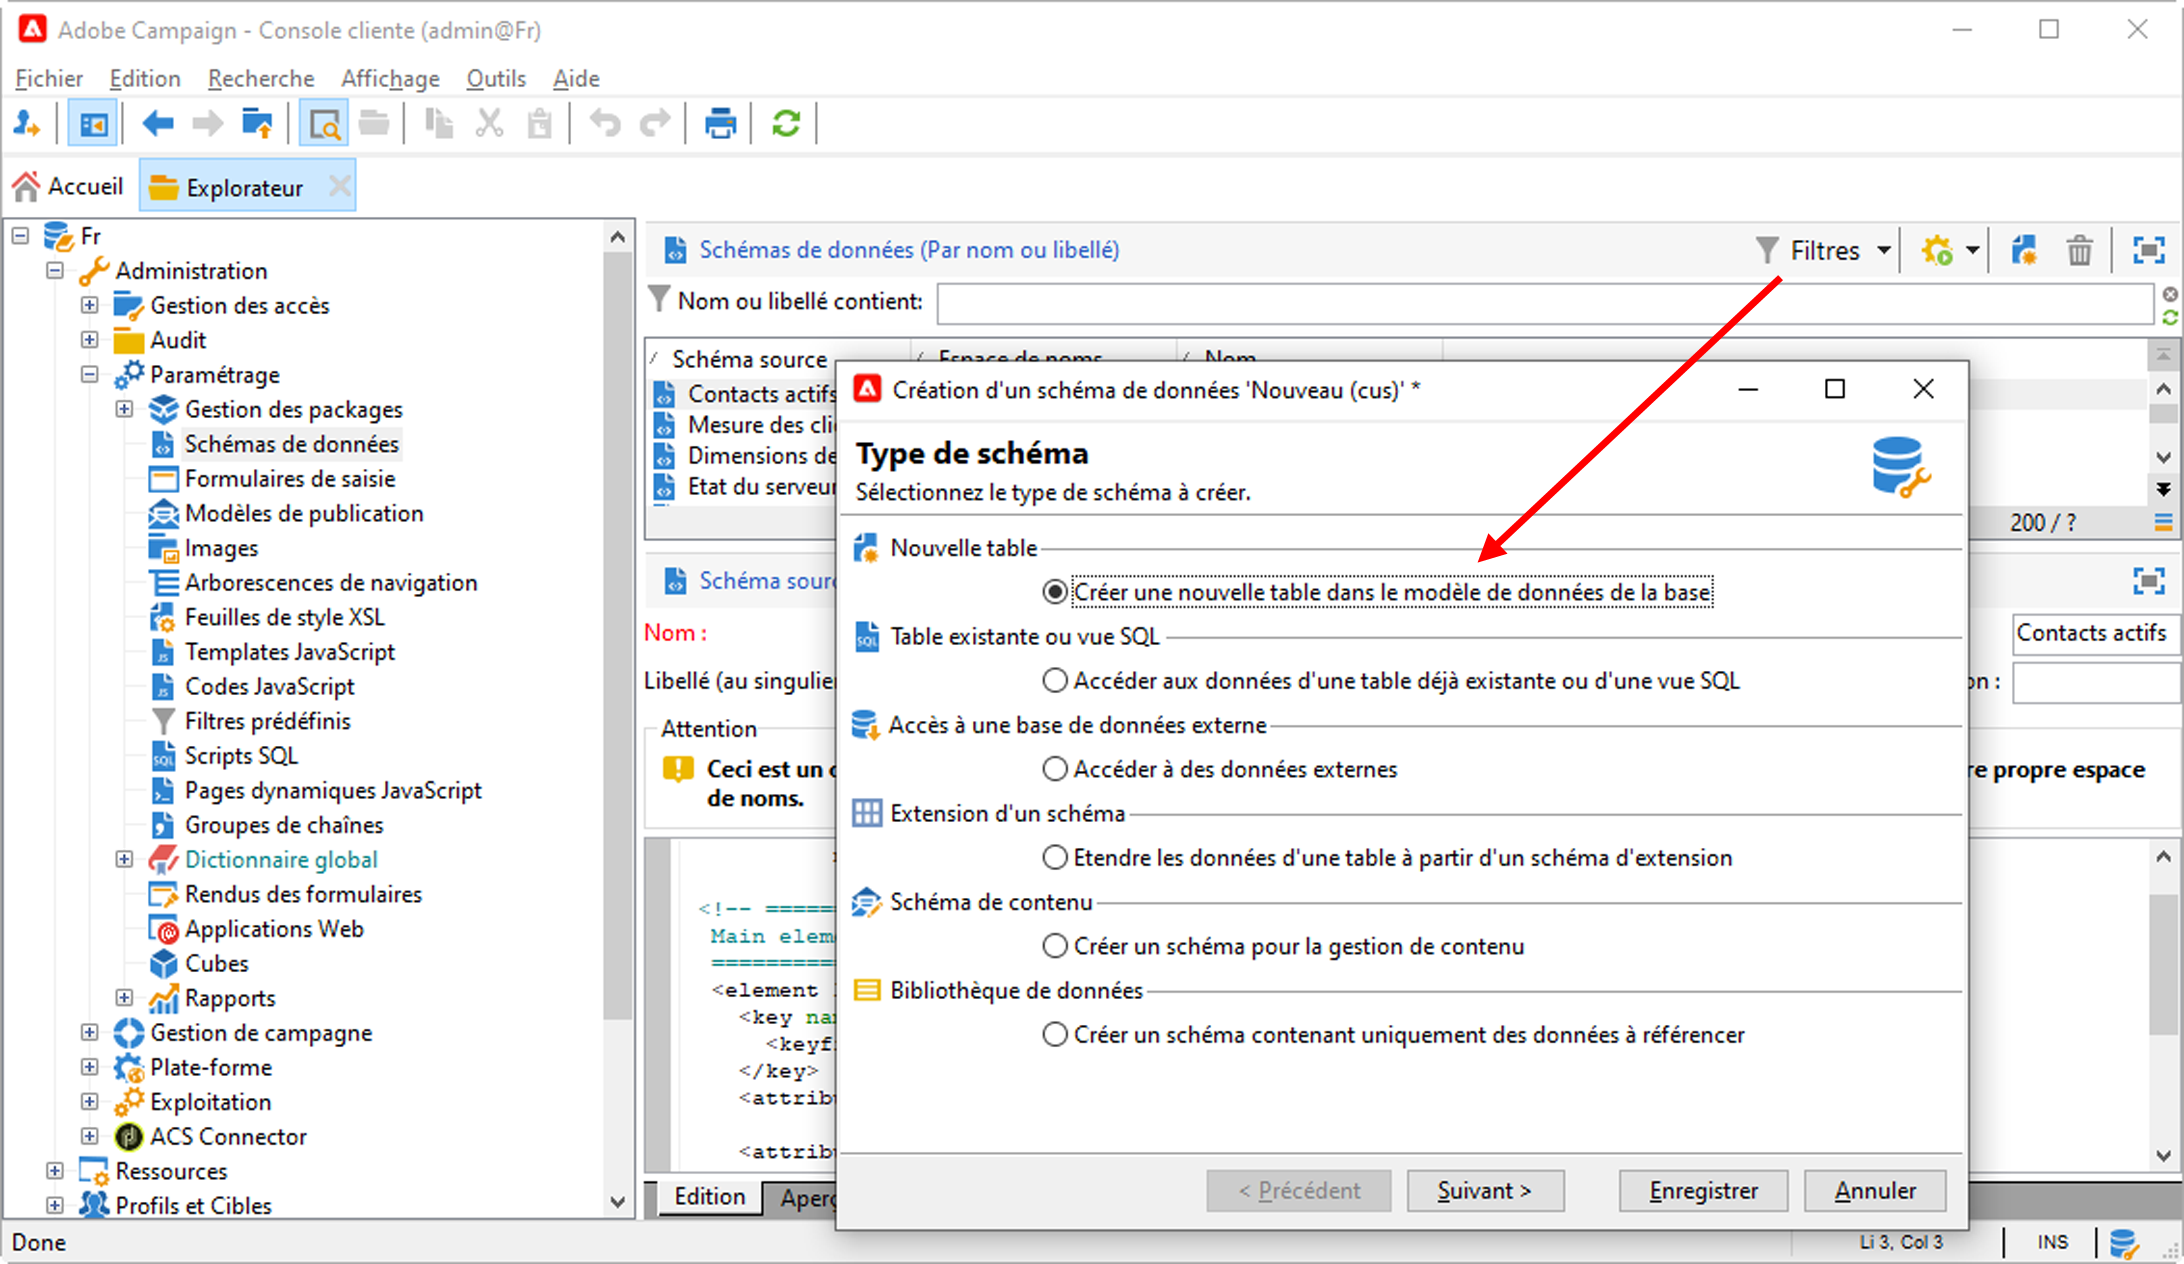 Adobe Campaign - Console cliente (admin@Fr)
Fichier Edition Recherche Affichage Outils Aide
Accueil Explorateur
Fr
Administration
Gestion des accès
Audit
Paramétrage
Gestion des packages
Schémas de données
Formulaires de saisie
Modèles de publication
Images
Arborescences de navigation
Feuilles de style XSL
Templates JavaScript
Codes JavaScript
Filtres prédéfinis
Scripts SQL
Pages dynamiques JavaScript
Groupes de chaînes
Dictionnaire global
Rendus des formulaires
Applications Web
Cubes
Rapports
Gestion de campagne
Plate-forme
Exploitation
ACS Connector
Ressources
Profils et Cibles
Schémas de données (Par nom ou libellé) Filtres
Nom ou libellé contient:
Schéma source Espace de noms Nom
Contacts actifs
Mesure des cli
Dimensions de
Etat du serveur
200 / ?
Schéma sour
Nom :
Contacts actifs
Libellé (au singulier
on :
Attention
Ceci est un
re propre espace
de noms.
<!-- =====
Main elem
=========
<element
<key na
<keyf
</key>
<attrib
<attrib
Edition Aper
Création d'un schéma de données 'Nouveau (cus)' *
Type de schéma
Sélectionnez le type de schéma à créer.
Nouvelle table
Créer une nouvelle table dans le modèle de données de la base
Table existante ou vue SQL
Accéder aux données d'une table déjà existante ou d'une vue SQL
Accès à une base de données externe
Accéder à des données externes
Extension d'un schéma
Etendre les données d'une table à partir d'un schéma d'extension
Schéma de contenu
Créer un schéma pour la gestion de contenu
Bibliothèque de données
Créer un schéma contenant uniquement des données à référencer
< Précédent Suivant > Enregistrer Annuler
Done Li 3, Col 3 INS